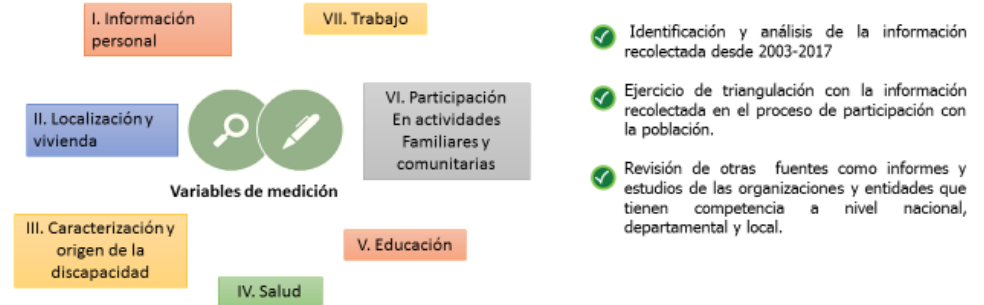 I. Información
personal
VII. Trabajo
II. Localización y
vivienda
VI. Participación
En actividades
Familiares y
comunitarias
Variables de medición
III. Caracterización y
origen de la
discapacidad
V. Educación
IV. Salud
Identificación y análisis de la información
recolectada desde 2003-2017
Ejercicio de triangulación con la información
recolectada en el proceso de participación con
la población.
Revisión de otras fuentes como informes y
estudios de las organizaciones y entidades que
tienen competencia a nivel nacional,
departamental y local.